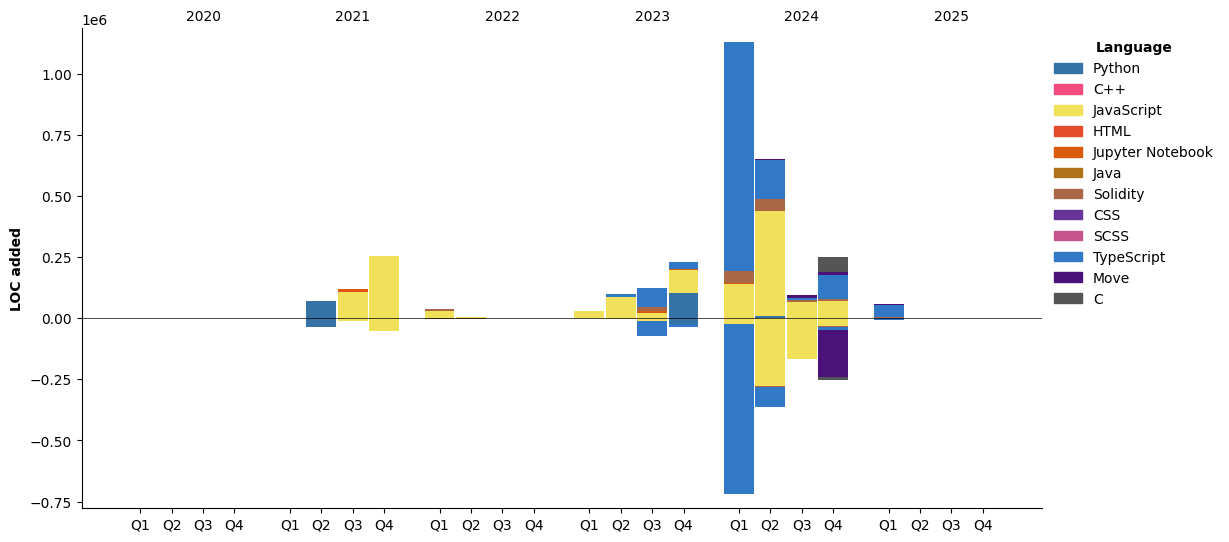 2020 2021 2022 2023 2024 2025
1e6
Language
Python
C++
JavaScript
HTML
Jupyter Notebook
Java
Solidity
CSS
SCSS
TypeScript
Move
C
LOC added
1.00
0.75
0.50
0.25
0.00
−0.25
−0.50
−0.75
Q1 Q2 Q3 Q4 Q1 Q2 Q3 Q4 Q1 Q2 Q3 Q4 Q1 Q2 Q3 Q4 Q1 Q2 Q3 Q4 Q1 Q2 Q3 Q4